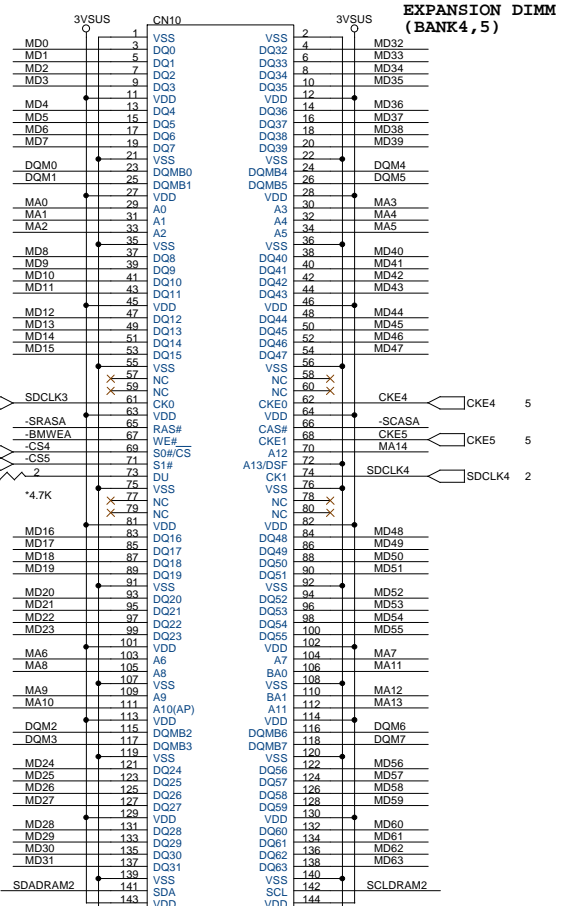 EXPANSION DIMM
(BANK4,5)
3VSUS CN10 3VSUS
1 VSS VSS 2
MD0 3 DQ0 DQ32 4 MD32
MD1 5 DQ1 DQ33 6 MD33
MD2 7 DQ2 DQ34 8 MD34
MD3 9 DQ3 DQ35 10 MD35
11 VDD VDD 12
MD4 13 DQ4 DQ36 14 MD36
MD5 15 DQ5 DQ37 16 MD37
MD6 17 DQ6 DQ38 18 MD38
MD7 19 DQ7 DQ39 20 MD39
21 VSS VSS 22
DQM0 23 DQMB0 DQMB4 24 DQM4
DQM1 25 DQMB1 DQMB5 26 DQM5
27 VDD VDD 28
MA0 29 A0 A3 30 MA3
MA1 31 A1 A4 32 MA4
MA2 33 A2 A5 34 MA5
35 VSS VSS 36
MD8 37 DQ8 DQ40 38 MD40
MD9 39 DQ9 DQ41 40 MD41
MD10 41 DQ10 DQ42 42 MD42
MD11 43 DQ11 DQ43 44 MD43
45 VDD VDD 46
MD12 47 DQ12 DQ44 48 MD44
MD13 49 DQ13 DQ45 50 MD45
MD14 51 DQ14 DQ46 52 MD46
MD15 53 DQ15 DQ47 54 MD47
55 VSS VSS 56
57 NC NC 58
59 NC NC 60
SDCLK3 61 CK0 CKE0 62 CKE4 CKE4 5
63 VDD VDD 64
-SRASA 65 RAS# CAS# 66 -SCASA
-BMWEA 67 WE# CKE1 68 CKE5 CKE5 5
-CS4 69 S0#/CS A12 70 MA14
-CS5 71 S1# A13/DSF 72
2 73 DU CK1 74 SDCLK4 SDCLK4 2
75 VSS VSS 76
*4.7K 77 NC NC 78
79 NC NC 80
81 VDD VDD 82
MD16 83 DQ16 DQ48 84 MD48
MD17 85 DQ17 DQ49 86 MD49
MD18 87 DQ18 DQ50 88 MD50
MD19 89 DQ19 DQ51 90 MD51
91 VSS VSS 92
MD20 93 DQ20 DQ52 94 MD52
MD21 95 DQ21 DQ53 96 MD53
MD22 97 DQ22 DQ54 98 MD54
MD23 99 DQ23 DQ55 100 MD55
101 VDD VDD 102
MA6 103 A6 A7 104 MA7
MA8 105 A8 BA0 106 MA11
107 VSS VSS 108
MA9 109 A9 BA1 110 MA12
MA10 111 A10(AP) A11 112 MA13
113 VDD VDD 114
DQM2 115 DQMB2 DQMB6 116 DQM6
DQM3 117 DQMB3 DQMB7 118 DQM7
119 VSS VSS 120
MD24 121 DQ24 DQ56 122 MD56
MD25 123 DQ25 DQ57 124 MD57
MD26 125 DQ26 DQ58 126 MD58
MD27 127 DQ27 DQ59 128 MD59
129 VDD VDD 130
MD28 131 DQ28 DQ60 132 MD60
MD29 133 DQ29 DQ61 134 MD61
MD30 135 DQ30 DQ62 136 MD62
MD31 137 DQ31 DQ63 138 MD63
139 VSS VSS 140
SDADRAM2 141 SDA SCL 142 SCLDRAM2
143 VDD VDD 144